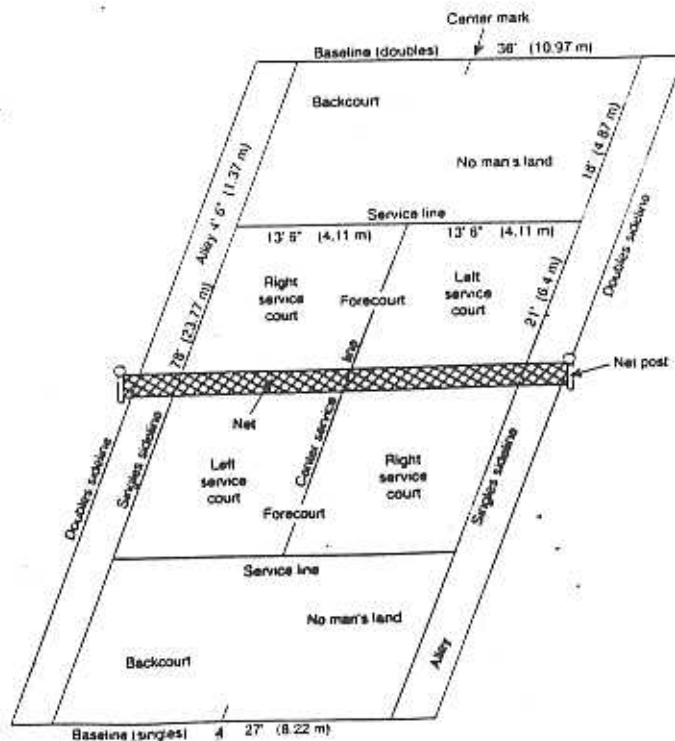 Center mark
Baseline (doubles) 36' (10.97 m)
Backcourt
Alley 4' 6" (1.37 m)
No man's land
18' (4.87 m)
Doubles sideline
Service line
13' 6" (4.11 m) 13' 6" (4.11 m)
Right
service
court
Forecourt
Left
service
court
21' (6.4 m)
78' (23.77 m)
Net post
Net
Center service line
Doubles sideline
Singles sideline
Left
service
court
Right
service
court
Singles sideline
Forecourt
Service line
No man's land
Backcourt
Alley
Baseline (singles) 27' (8.22 m)